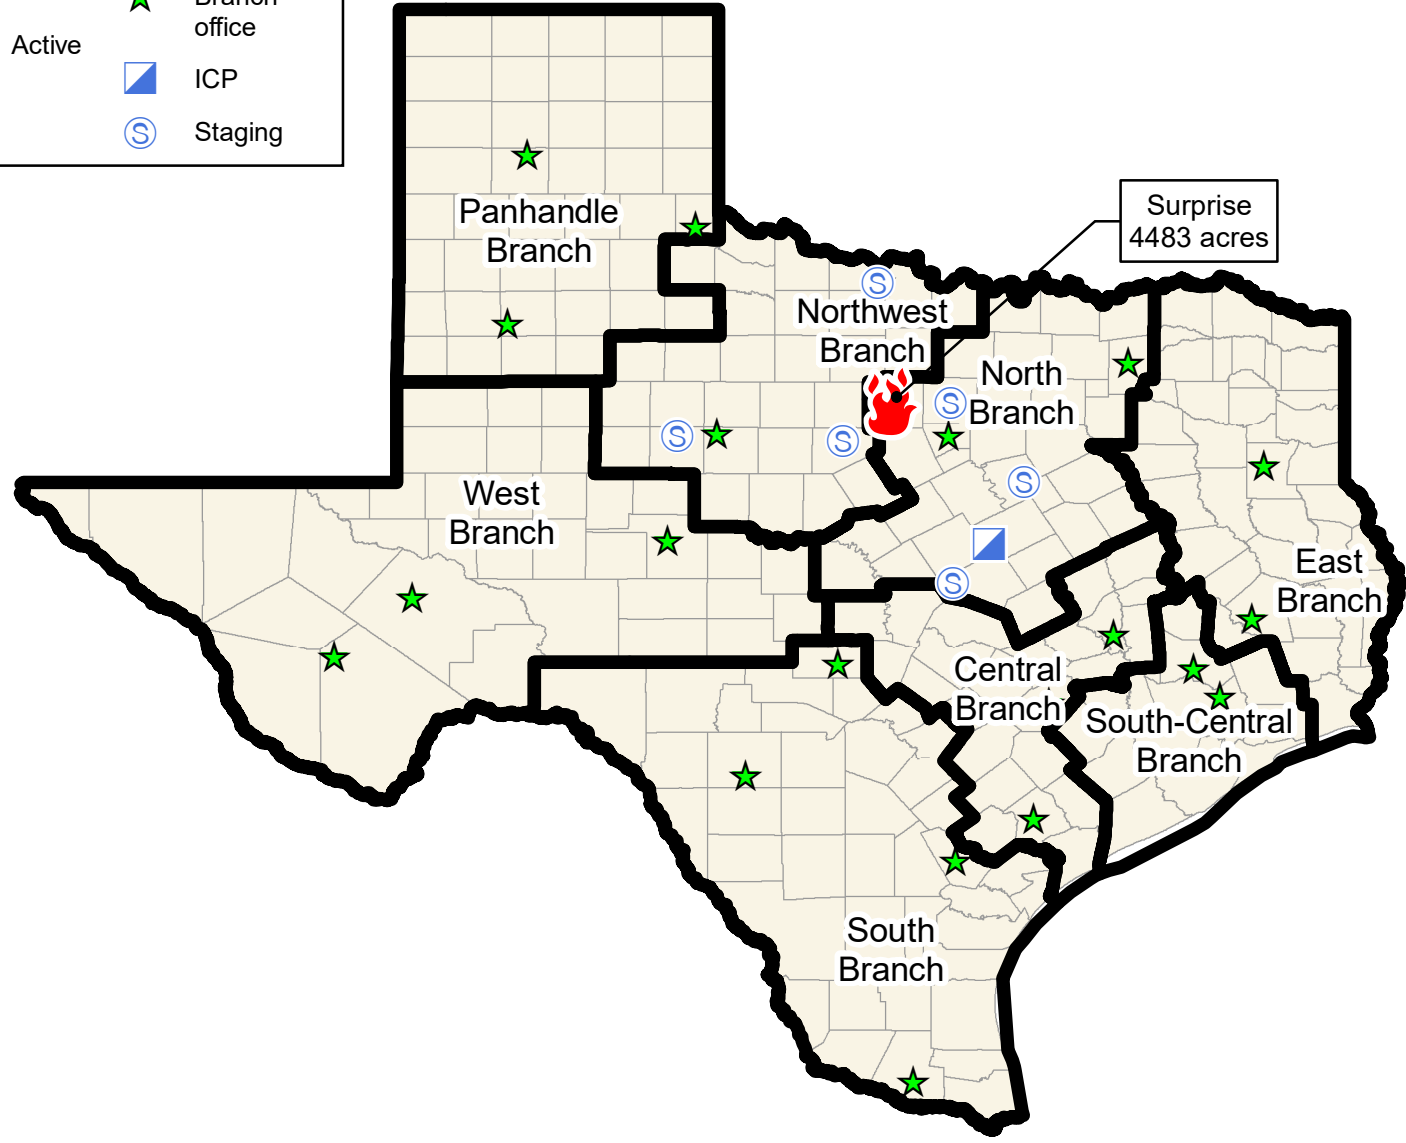 Branch
office
Active
ICP
S
Staging
Surprise
4483 acres
Panhandle
Branch
S
Northwest
Branch
North
Branch
S
S
S
S
West
Branch
S
East
Branch
Central
Branch
South-Central
Branch
South
Branch